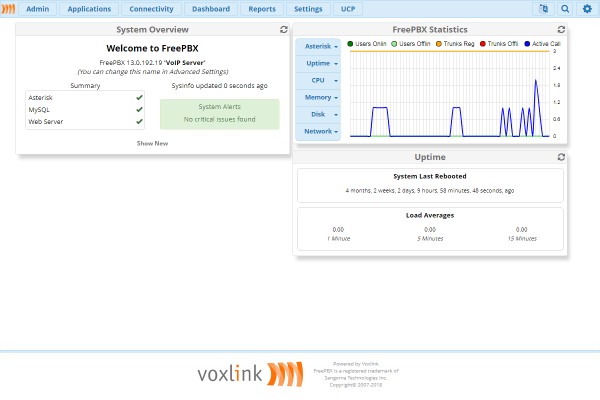 Admin Applications Connectivity Dashboard Reports Settings UCP
System Overview
Welcome to FreePBX
FreePBX 13.0.192.19 'VoIP Server'
(You can change this name in Advanced Settings)
Summary
Asterisk
MySQL
Web Server
SysInfo updated 0 seconds ago
System Alerts
No critical issues found
Show New
FreePBX Statistics
Asterisk
Uptime
CPU
Memory
Disk
Network
Users Onlin Users Offlin Trunks Reg Trunks Offli Active Call
3
2.4
1.8
1.2
0.6
0
Uptime
System Last Rebooted
4 months, 2 weeks, 2 days, 9 hours, 58 minutes, 48 seconds, ago
Load Averages
0.00 0.00 0.00
1 Minute 5 Minutes 15 Minutes
voxlink
Powered by Voxlink
FreePBX is a registered trademark of
Sangoma Technologies Inc.
Copyright© 2007-2018